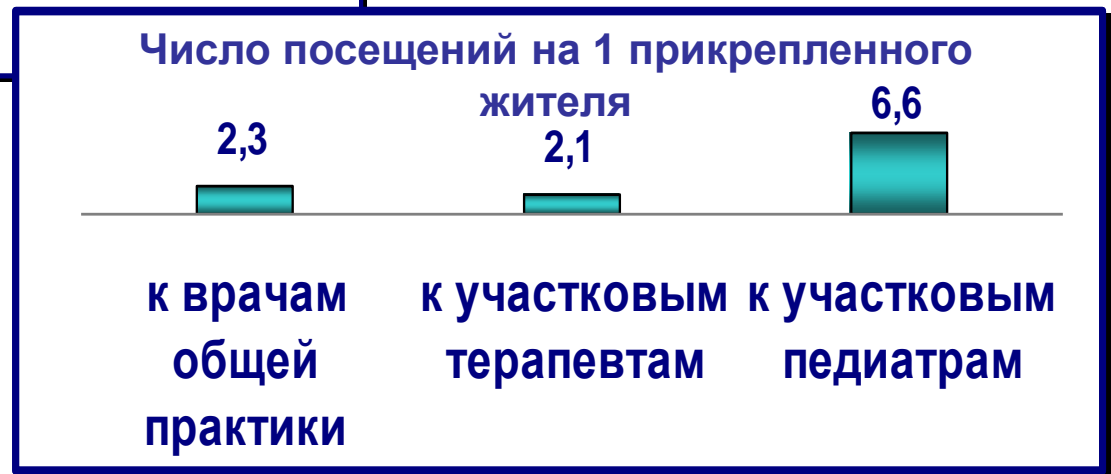 Число посещений на 1 прикрепленного
жителя
2,3
2,1
6,6
к врачам
общей
практики
к участковым
терапевтам
к участковым
педиатрам